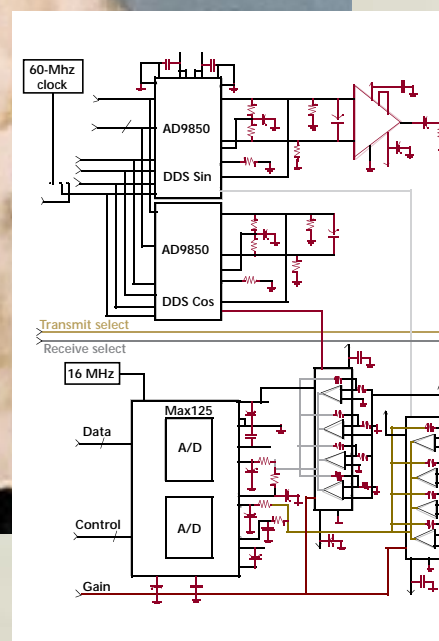 60-Mhz
clock
AD9850
DDS Sin
AD9850
DDS Cos
Transmit select
Receive select
16 MHz
Max125
Data
A/D
Control
A/D
Gain